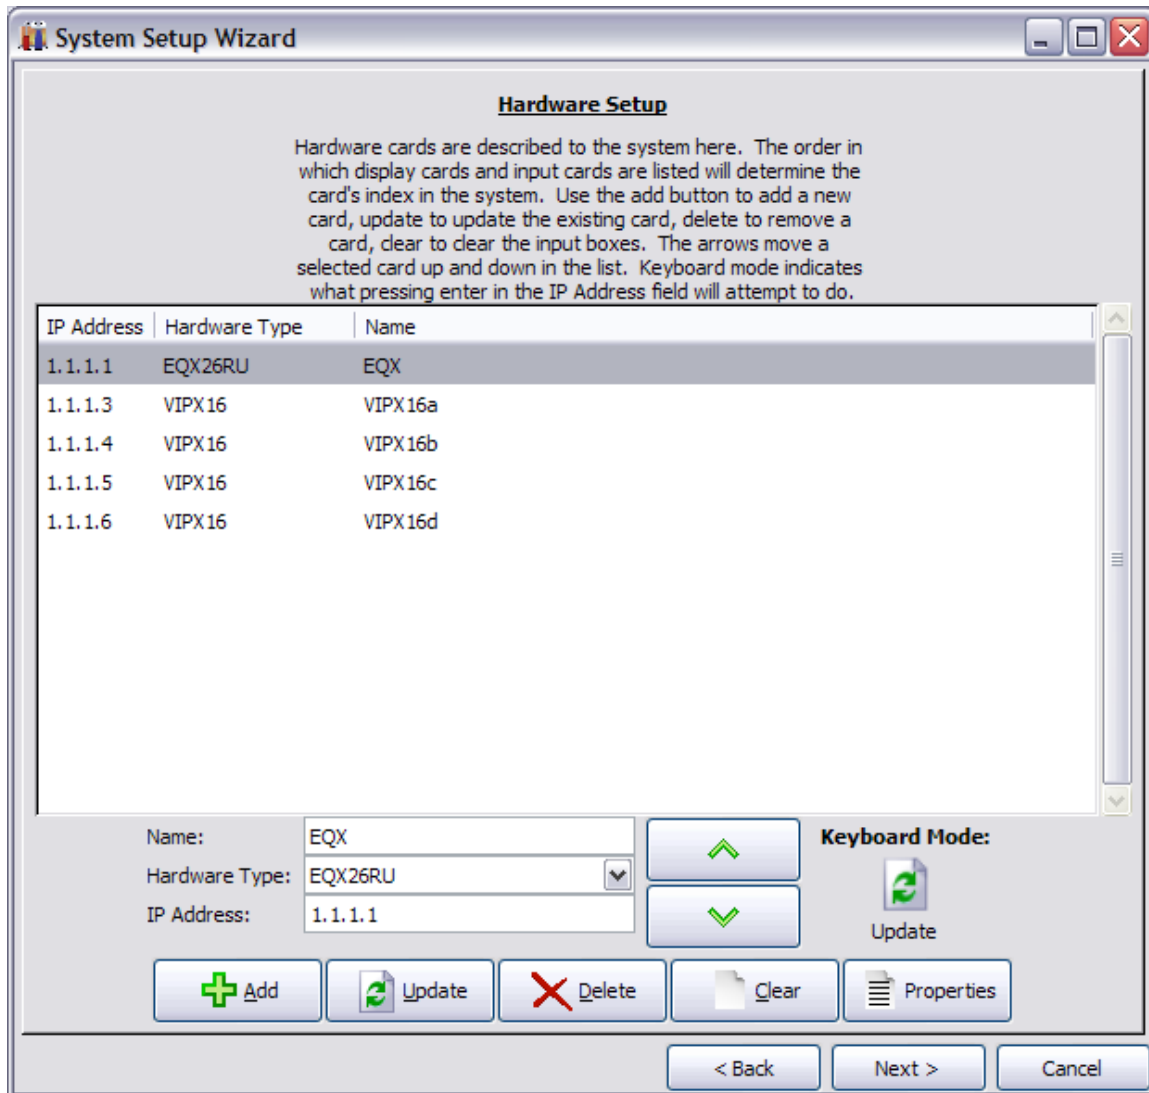 System Setup Wizard
Hardware Setup
Hardware cards are described to the system here. The order in
which display cards and input cards are listed will determine the
card's index in the system. Use the add button to add a new
card, update to update the existing card, delete to remove a
card, clear to clear the input boxes. The arrows move a
selected card up and down in the list. Keyboard mode indicates
what pressing enter in the IP Address field will attempt to do.
IP Address Hardware Type Name
1.1.1.1 EQX26RU EQX
1.1.1.3 VIPX16 VIPX16a
1.1.1.4 VIPX16 VIPX16b
1.1.1.5 VIPX16 VIPX16c
1.1.1.6 VIPX16 VIPX16d
Name: EQX
Keyboard Mode:
Hardware Type: EQX26RU
IP Address: 1.1.1.1
Update
Add Update Delete Clear Properties
< Back Next > Cancel